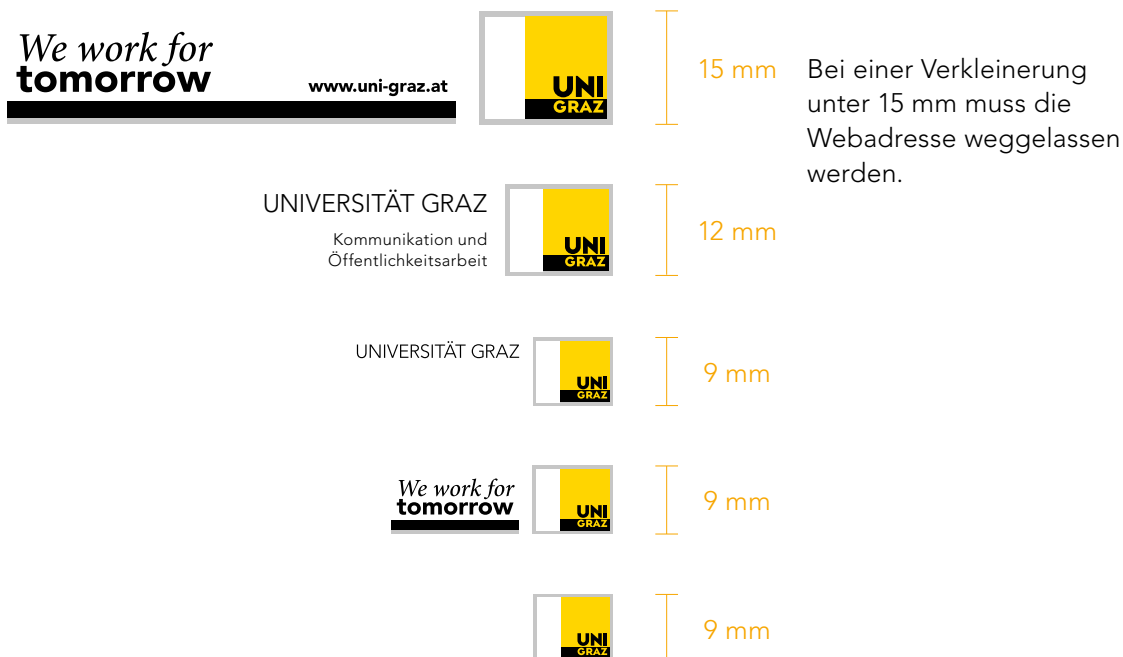 We work for
tomorrow
www.uni-graz.at
UNI
GRAZ
15 mm
Bei einer Verkleinerung
unter 15 mm muss die
Webadresse weggelassen
werden.
UNIVERSITÄT GRAZ
Kommunikation und
Öffentlichkeitsarbeit
UNI
GRAZ
12 mm
UNIVERSITÄT GRAZ
UNI
GRAZ
9 mm
We work for
tomorrow
UNI
GRAZ
9 mm
UNI
GRAZ
9 mm